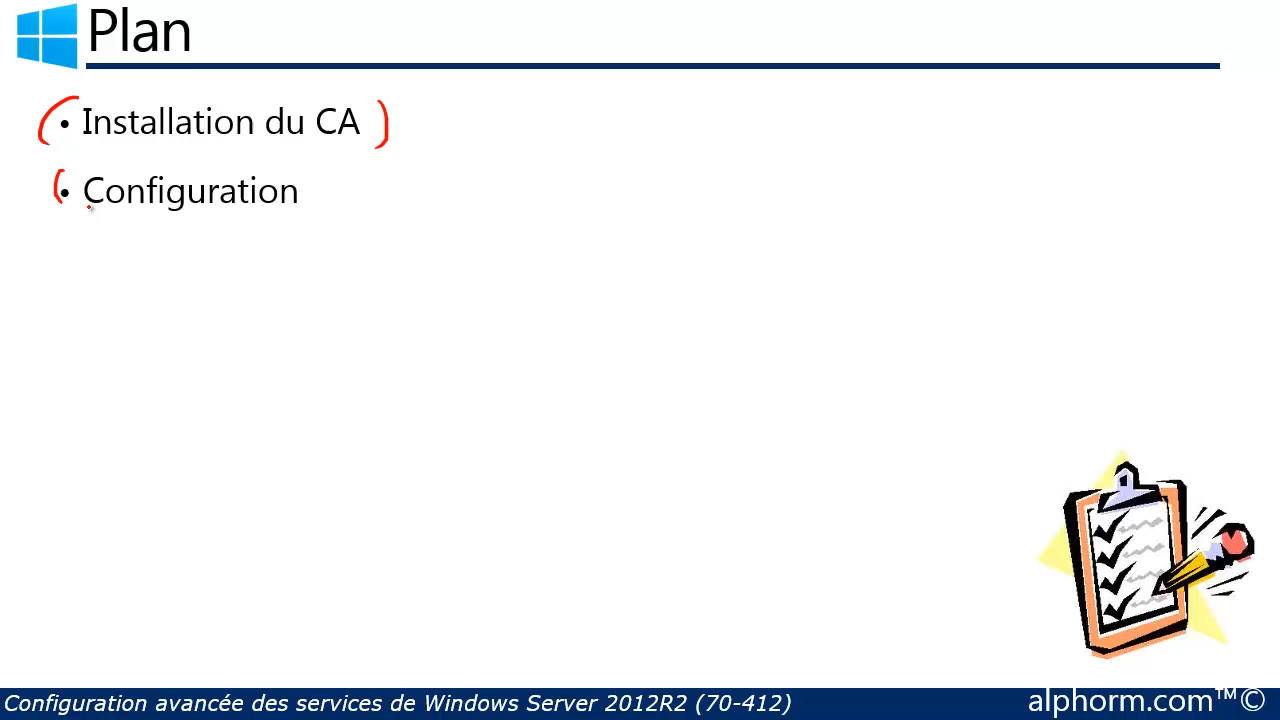 Plan
• Installation du CA
• Configuration
Configuration avancée des services de Windows Server 2012R2 (70-412)
alphorm.com™©